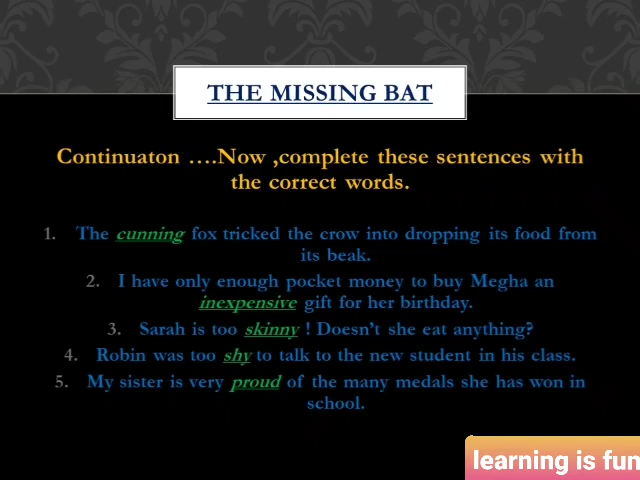 THE MISSING BAT
Continuaton ….Now ,complete these sentences with
the correct words.
1. The cunning fox tricked the crow into dropping its food from
its beak.
2. I have only enough pocket money to buy Megha an
inexpensive gift for her birthday.
3. Sarah is too skinny ! Doesn’t she eat anything?
4. Robin was too shy to talk to the new student in his class.
5. My sister is very proud of the many medals she has won in
school.
learning is fun